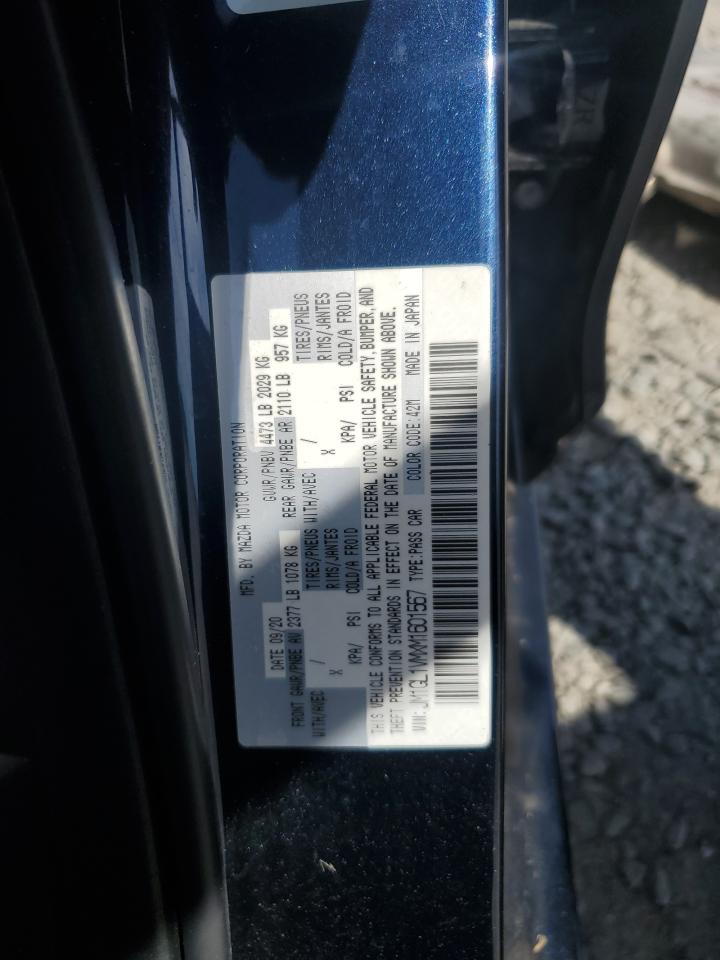 MFD. BY MAZDA MOTOR CORPORATION
DATE 09/20 GVWR/PNBV 4473 LB 2029 KG
FRONT GAWR/PNBE AV 2377 LB 1078 KG REAR GAWR/PNBE AR 2110 LB 957 KG
WITH/AVEC / TIRES/PNEUS WITH/AVEC / TIRES/PNEUS
X RIMS/JANTES X RIMS/JANTES
KPA/ PSI COLD/A FROID KPA/ PSI COLD/A FROID
THIS VEHICLE CONFORMS TO ALL APPLICABLE FEDERAL MOTOR VEHICLE SAFETY, BUMPER, AND
THEFT PREVENTION STANDARDS IN EFFECT ON THE DATE OF MANUFACTURE SHOWN ABOVE.
VIN: JM1GL1VMXM1601567 TYPE:PASS CAR COLOR CODE:42M MADE IN JAPAN